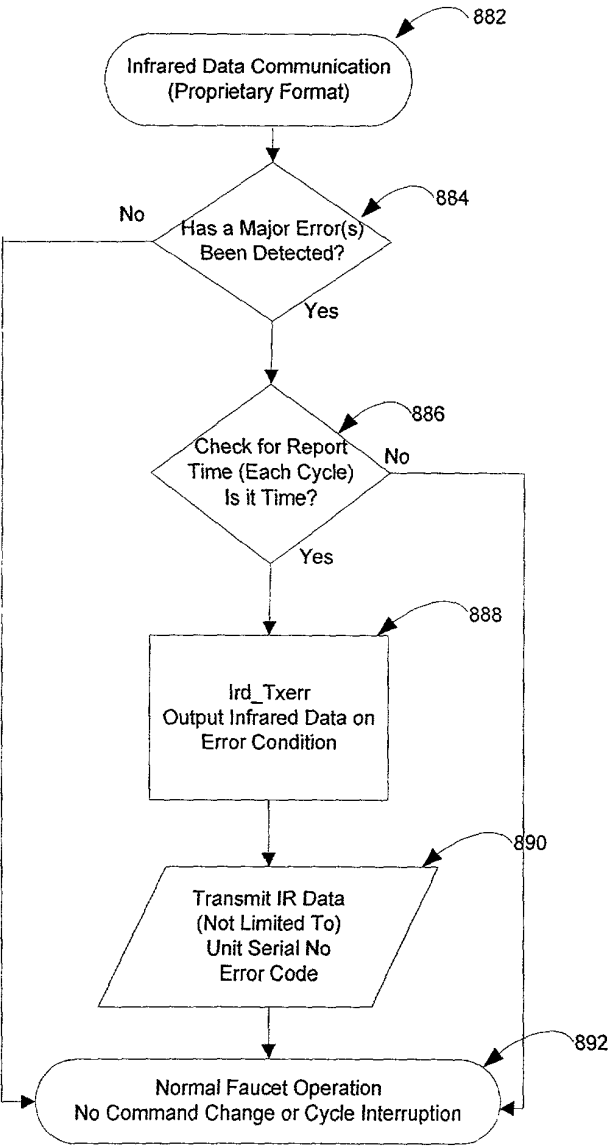 882
Infrared Data Communication
(Proprietary Format)
884
No
Has a Major Error(s)
Been Detected?
Yes
886
Check for Report
Time (Each Cycle)
Is it Time?
No
Yes
888
Ird_Txerr
Output Infrared Data on
Error Condition
890
Transmit IR Data
(Not Limited To)
Unit Serial No
Error Code
892
Normal Faucet Operation
No Command Change or Cycle Interruption